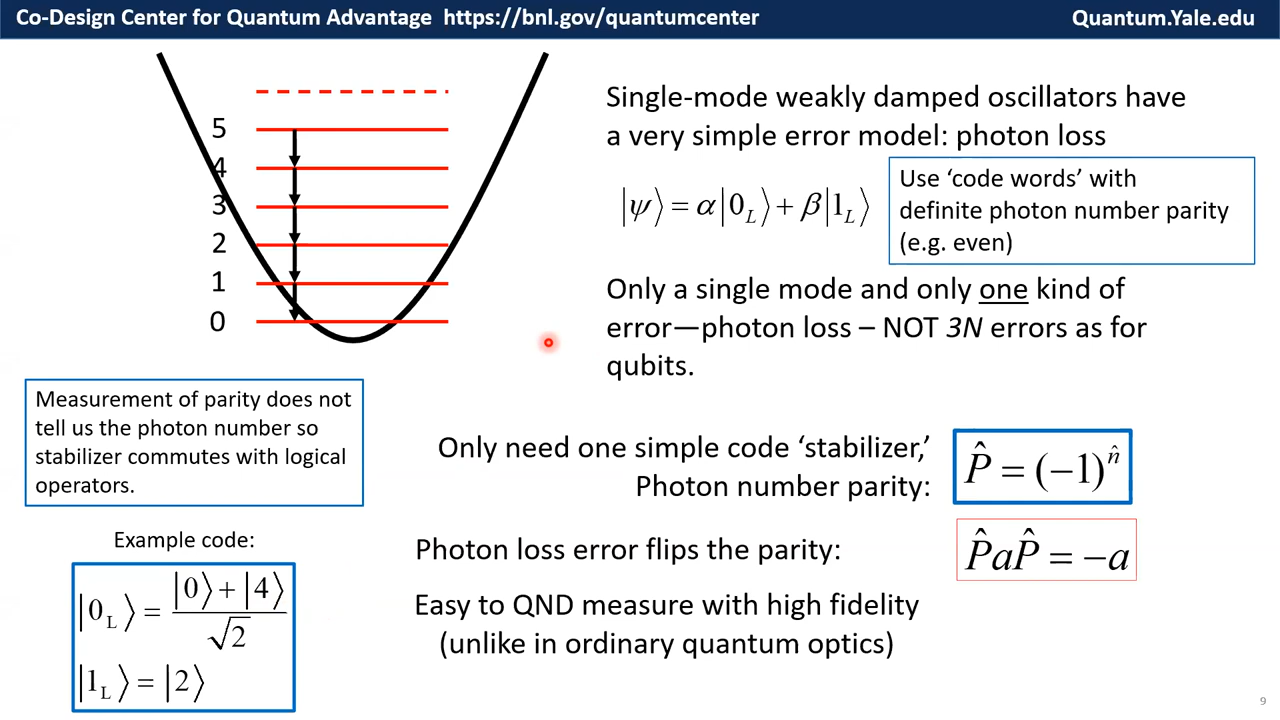 Co-Design Center for Quantum Advantage https://bnl.gov/quantumcenter
Quantum.Yale.edu
5
4
3
2
1
0
Single-mode weakly damped oscillators have
a very simple error model: photon loss
|ψ⟩ = α|0_L⟩ + β|1_L⟩
Use ‘code words’ with
definite photon number parity
(e.g. even)
Only a single mode and only one kind of
error—photon loss – NOT 3N errors as for
qubits.
Measurement of parity does not
tell us the photon number so
stabilizer commutes with logical
operators.
Only need one simple code ‘stabilizer,’
Photon number parity:
P̂ = (−1)^n̂
Photon loss error flips the parity:
P̂aP̂ = −a
Easy to QND measure with high fidelity
(unlike in ordinary quantum optics)
Example code:
|0_L⟩ = (|0⟩ + |4⟩)/√2
|1_L⟩ = |2⟩
9